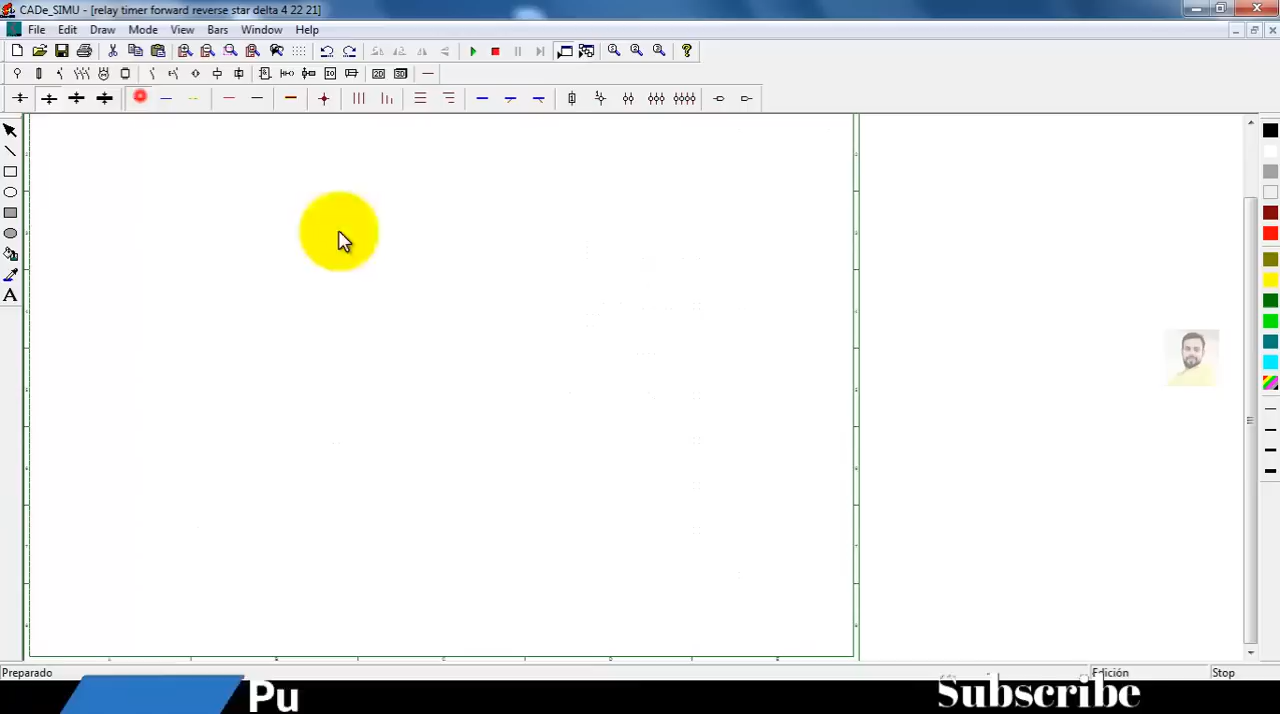 CADe_SIMU - [relay timer forward reverse star delta 4 22 21]
File Edit Draw Mode View Bars Window Help
Preparado
Edición
Stop
Pu
Subscribe